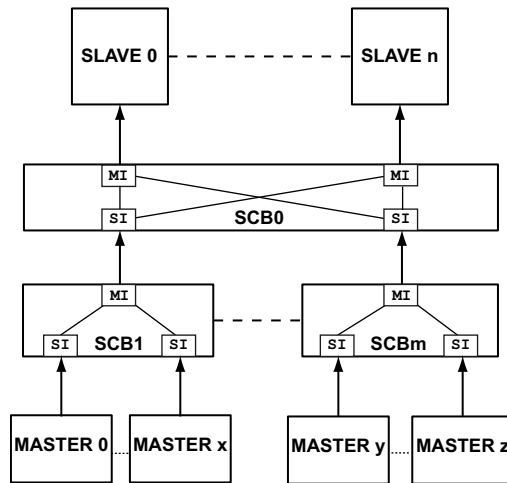 SLAVE 0
SLAVE n
MI
MI
SI
SCB0
SI
MI
MI
SI
SCB1
SI
SI
SCBm
SI
MASTER 0
MASTER x
MASTER y
MASTER z